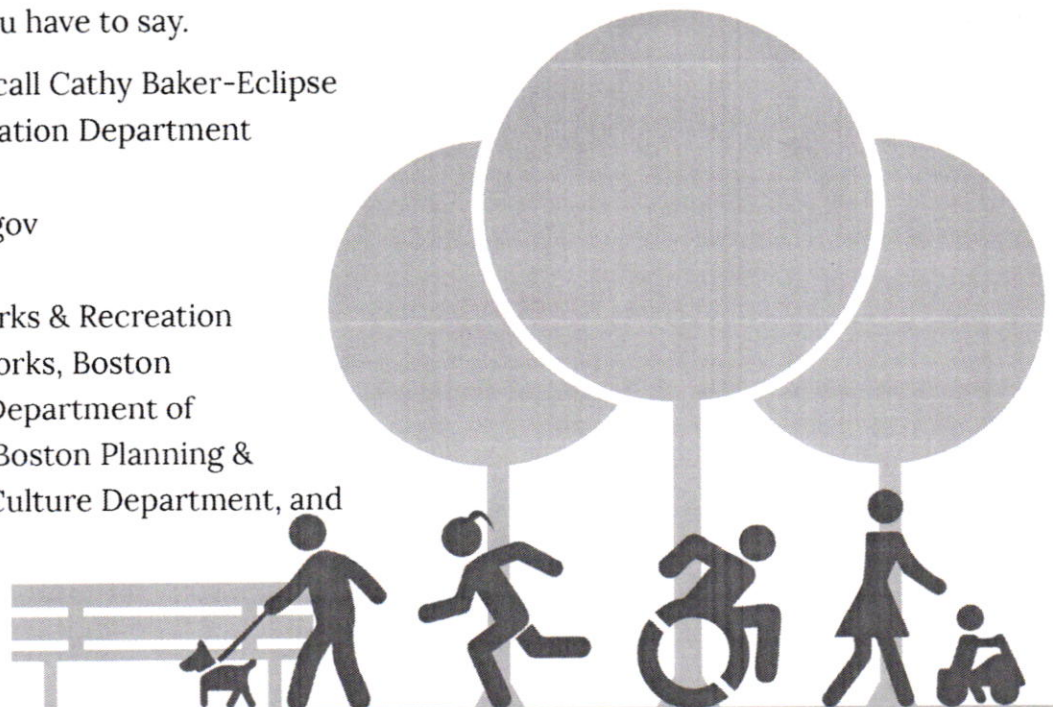 u have to say.
call Cathy Baker-Eclipse
ation Department
gov
rks & Recreation
orks, Boston
Department of
Boston Planning &
Culture Department, and